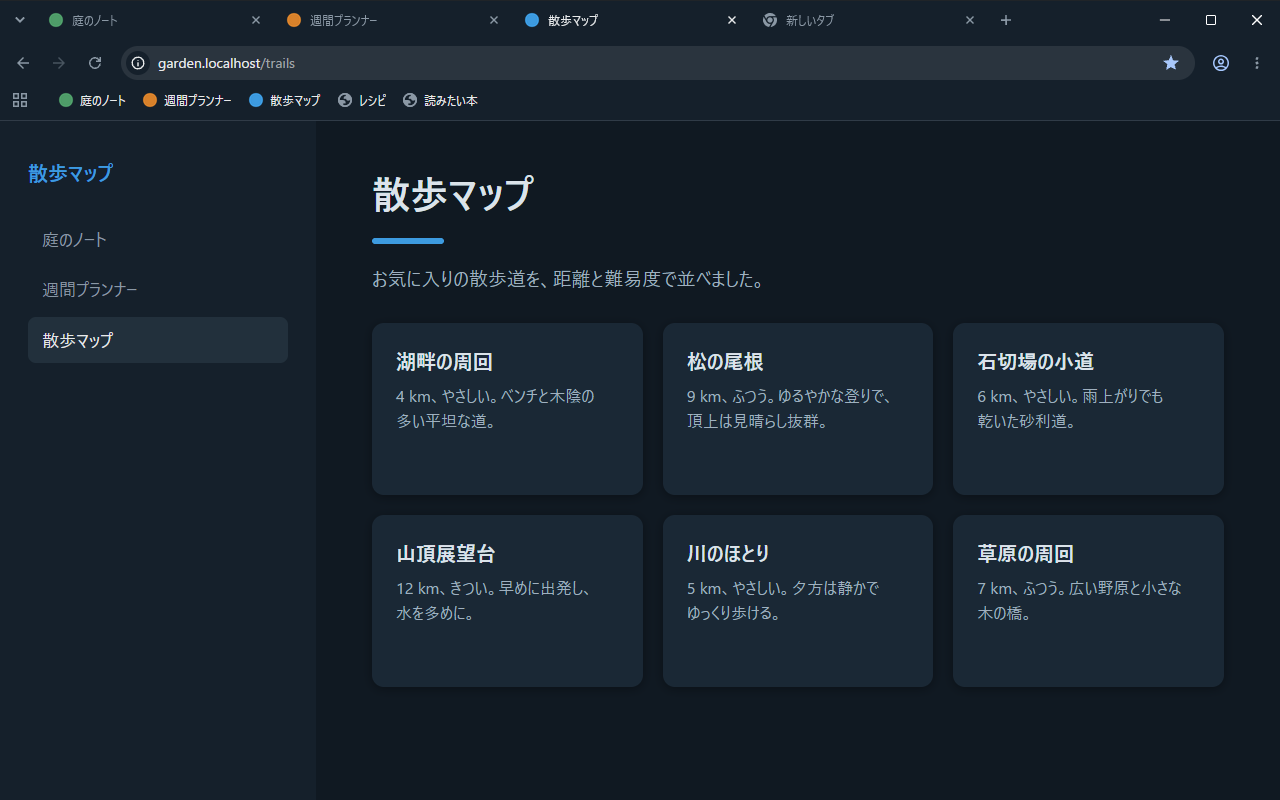 庭のノート
週間プランナー
散歩マップ
新しいタブ
garden.localhost/trails
庭のノート
週間プランナー
散歩マップ
レシピ
読みたい本
散歩マップ
庭のノート
週間プランナー
散歩マップ
散歩マップ
お気に入りの散歩道を、距離と難易度で並べました。
湖畔の周回
4 km、やさしい。ベンチと木陰の
多い平坦な道。
松の尾根
9 km、ふつう。ゆるやかな登りで、
頂上は見晴らし抜群。
石切場の小道
6 km、やさしい。雨上がりでも
乾いた砂利道。
山頂展望台
12 km、きつい。早めに出発し、
水を多めに。
川のほとり
5 km、やさしい。夕方は静かで
ゆっくり歩ける。
草原の周回
7 km、ふつう。広い野原と小さな
木の橋。